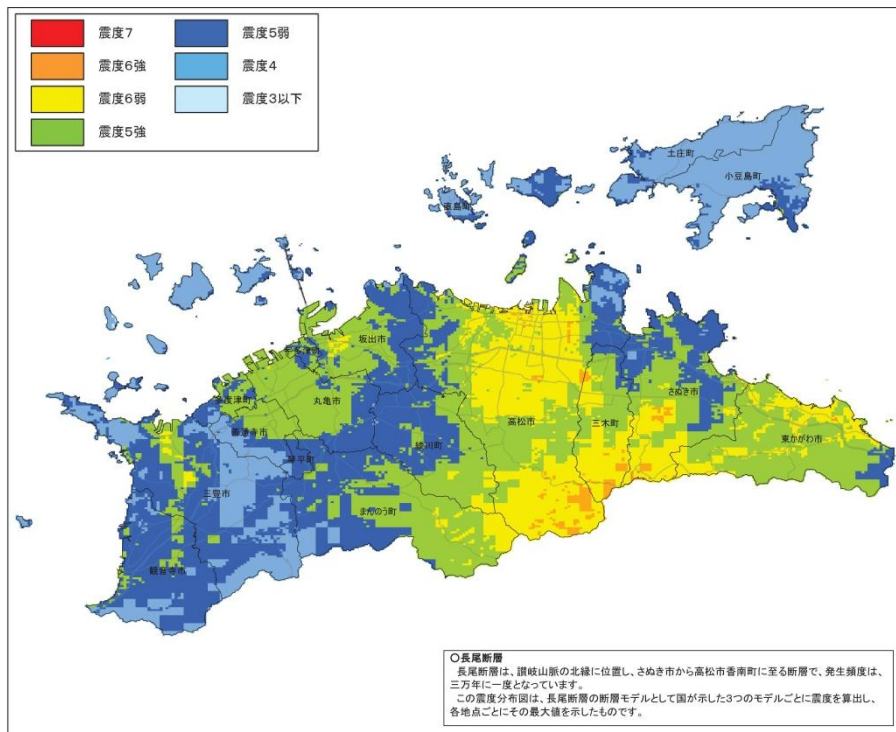 震度7
震度6強
震度6弱
震度5強
震度5弱
震度4
震度3以下
土庄町
小豆島町
直島町
坂出市
宇多津町
多度津町
丸亀市
善通寺市
琴平町
綾川町
高松市
三木町
さぬき市
東かがわ市
三豊市
まんのう町
観音寺市
○長尾断層
長尾断層は、讃岐山脈の北縁に位置し、さぬき市から高松市香南町に至る断層で、発生頻度は、
三万年に一度となっています。
この震度分布図は、長尾断層の断層モデルとして国が示した3つのモデルごとに震度を算出し、
各地点ごとにその最大値を示したものです。